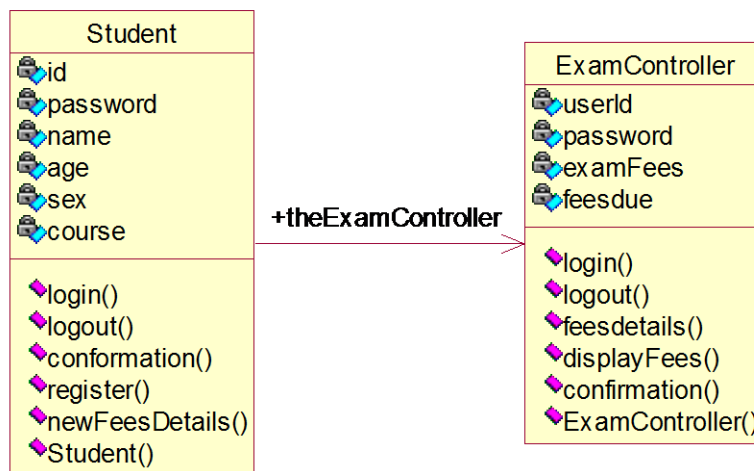 Student
id
password
name
age
sex
course
login()
logout()
conformation()
register()
newFeesDetails()
Student()
+theExamController
ExamController
userId
password
examFees
feesdue
login()
logout()
feesdetails()
displayFees()
confirmation()
ExamController()